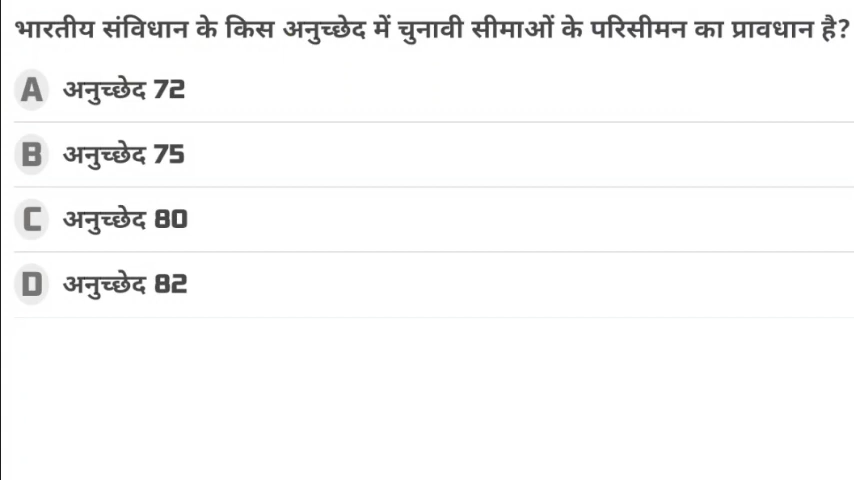 भारतीय संविधान के किस अनुच्छेद में चुनावी सीमाओं के परिसीमन का प्रावधान है?
A अनुच्छेद 72
B अनुच्छेद 75
C अनुच्छेद 80
D अनुच्छेद 82